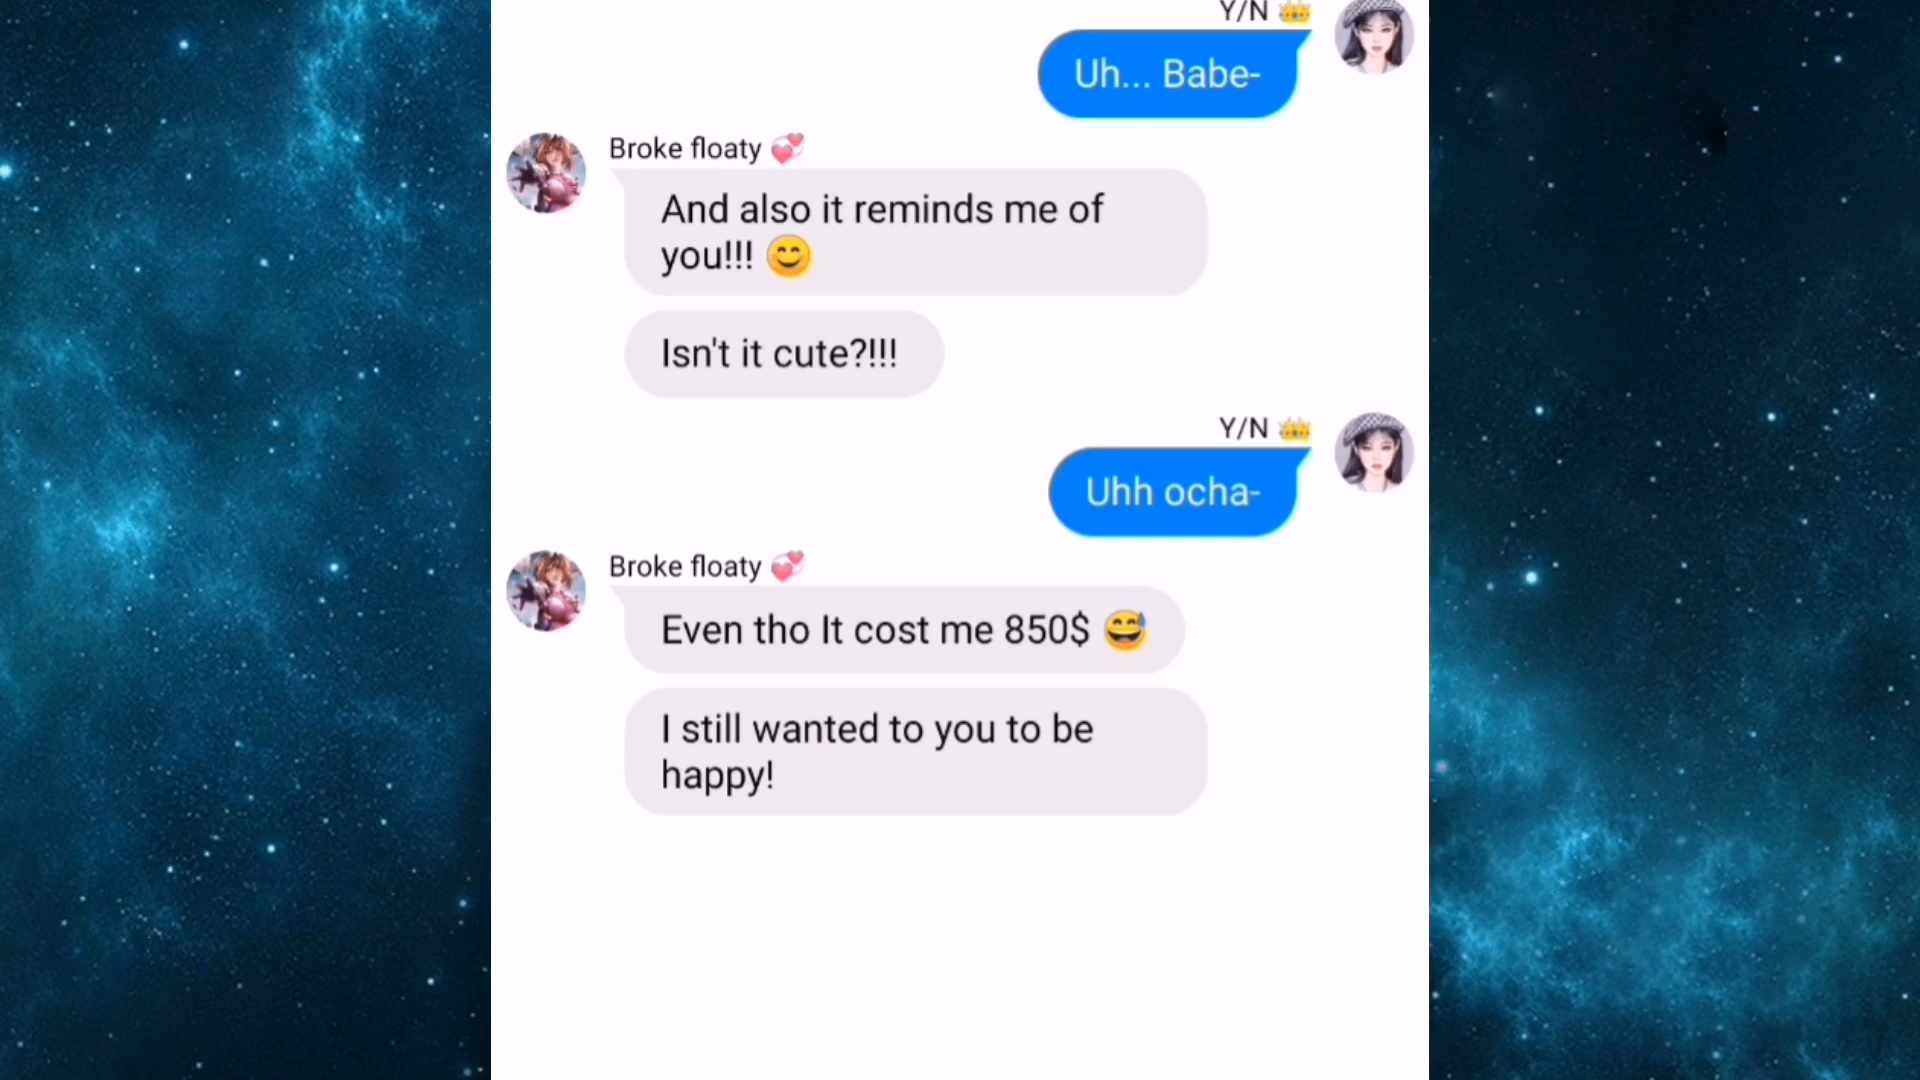 Y/N 👑
Uh... Babe-
Broke floaty 💞
And also it reminds me of
you!!! 😊
Isn't it cute?!!!
Y/N 👑
Uhh ocha-
Broke floaty 💞
Even tho It cost me 850$ 😅
I still wanted to you to be
happy!